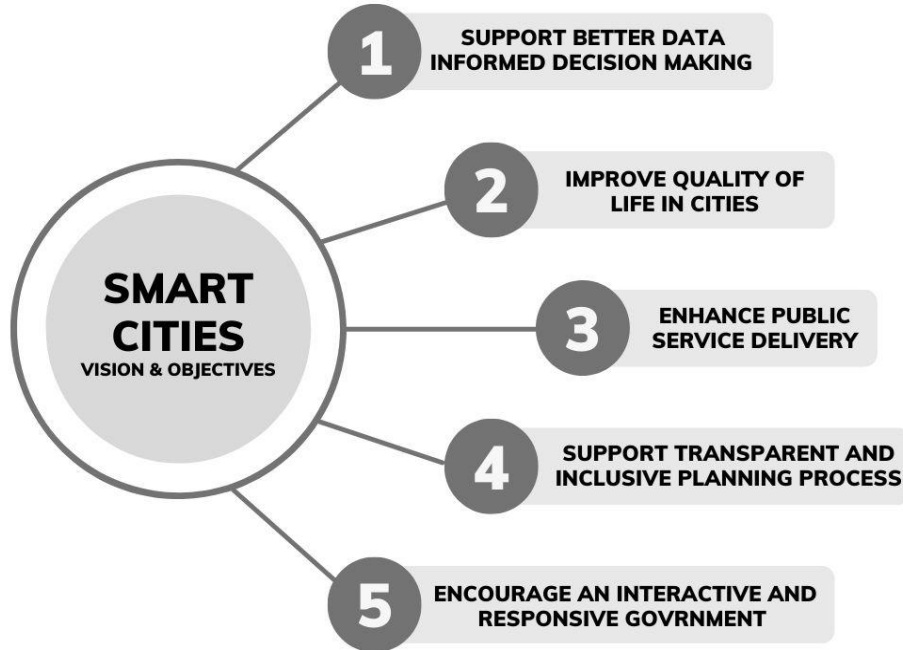 1
SUPPORT BETTER DATA
INFORMED DECISION MAKING
2
IMPROVE QUALITY OF
LIFE IN CITIES
SMART
CITIES
VISION & OBJECTIVES
3
ENHANCE PUBLIC
SERVICE DELIVERY
4
SUPPORT TRANSPARENT AND
INCLUSIVE PLANNING PROCESS
5
ENCOURAGE AN INTERACTIVE AND
RESPONSIVE GOVRNMENT